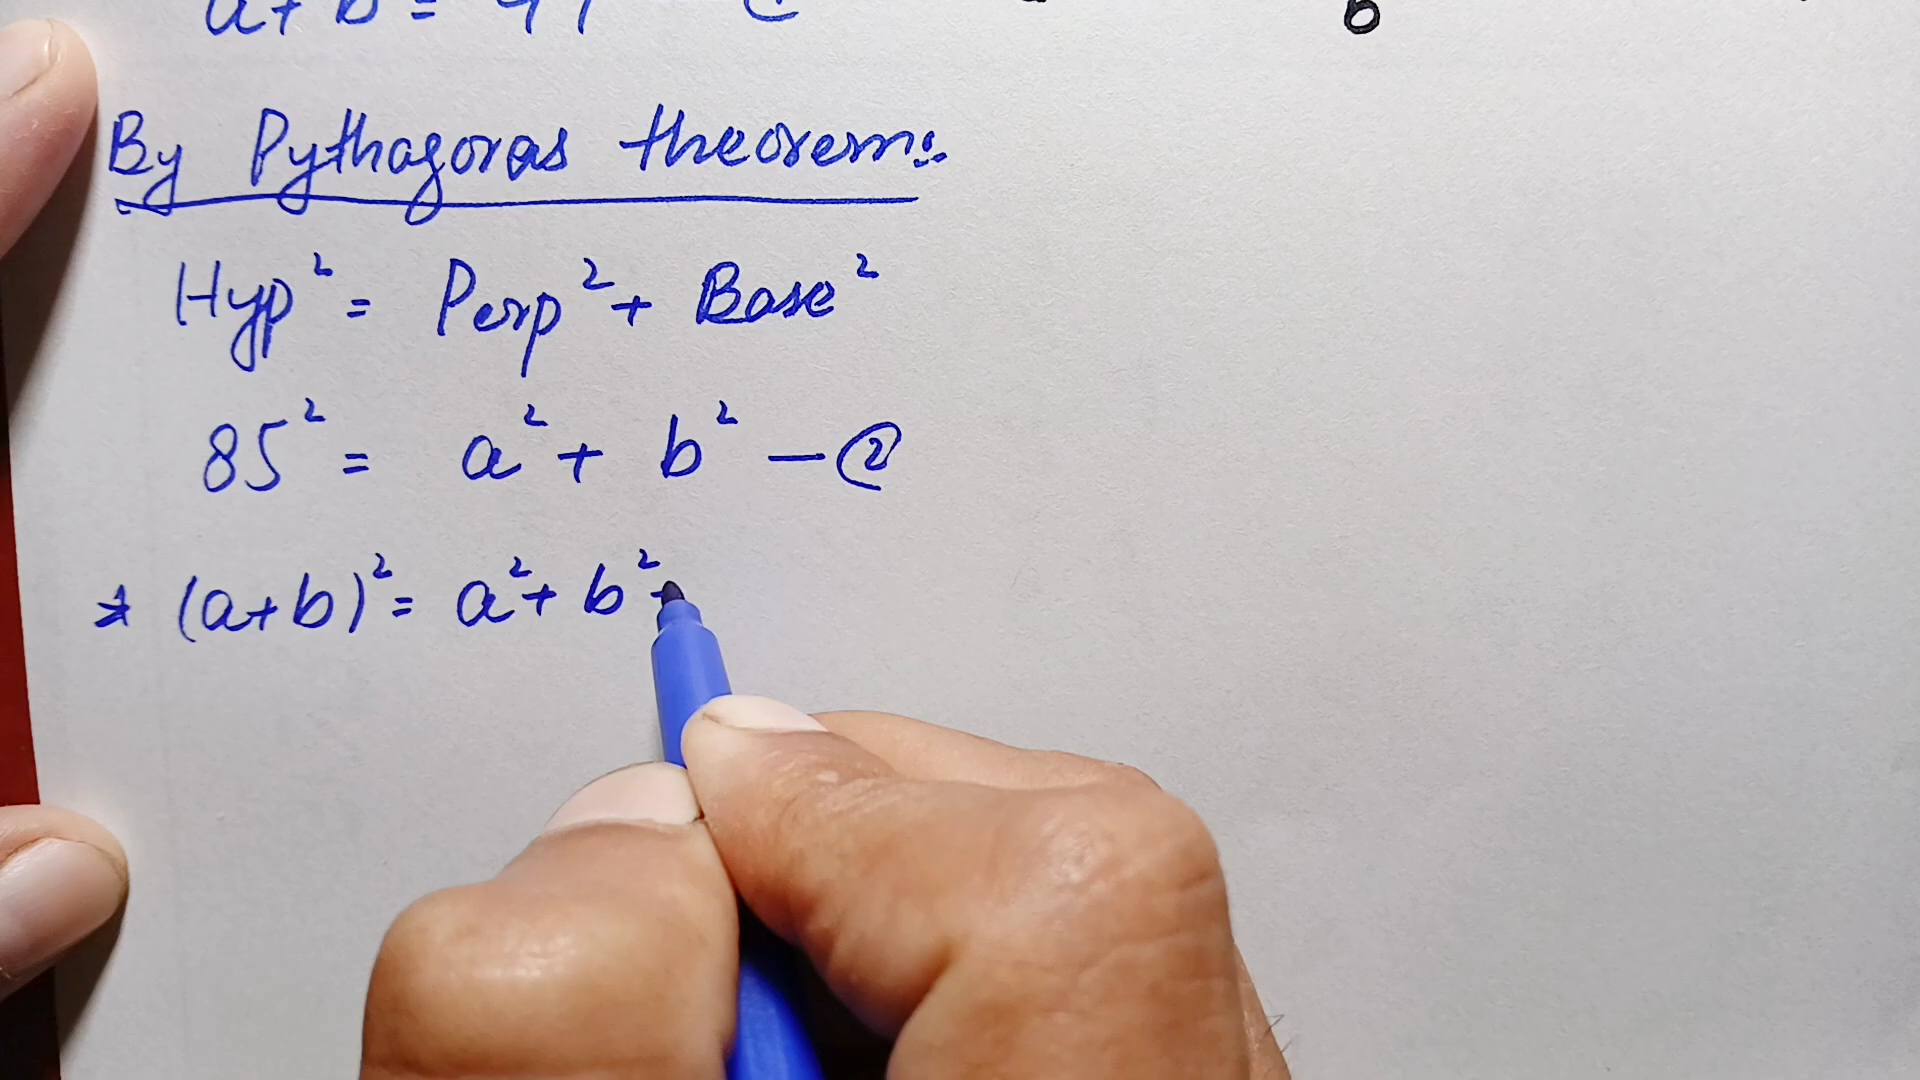 a+b=
b
By Pythagoras theorem:
Hyp² = Perp² + Base²
85² = a² + b² — ②
* (a+b)² = a² + b² +